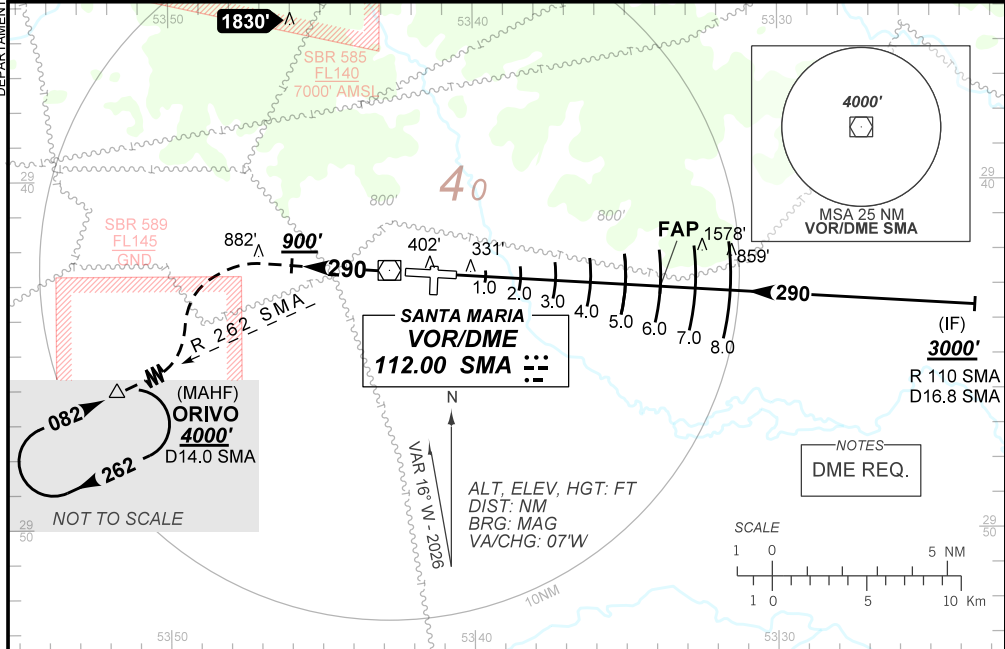 DEPARTAMENT
53 50
53 40
53 30
1830'
SBR 585
FL140
7000' AMSL
4000'
MSA 25 NM
VOR/DME SMA
29
40
29
40
40
800'
800'
SBR 589
FL145
GND
882'
900'
290
402'
331'
FAP
1578'
859'
1.0
2.0
3.0
4.0
5.0
6.0
7.0
8.0
290
(IF)
3000'
R 110 SMA
D16.8 SMA
R 262 SMA
SANTA MARIA
VOR/DME
112.00 SMA
(MAHF)
ORIVO
4000'
D14.0 SMA
082
262
NOT TO SCALE
N
VAR 16° W - 2026
ALT, ELEV, HGT: FT
DIST: NM
BRG: MAG
VA/CHG: 07'W
NOTES
DME REQ.
29
50
29
50
SCALE
1 0 5 NM
1 0 5 10 Km
10NM
53 50
53 40
53 30